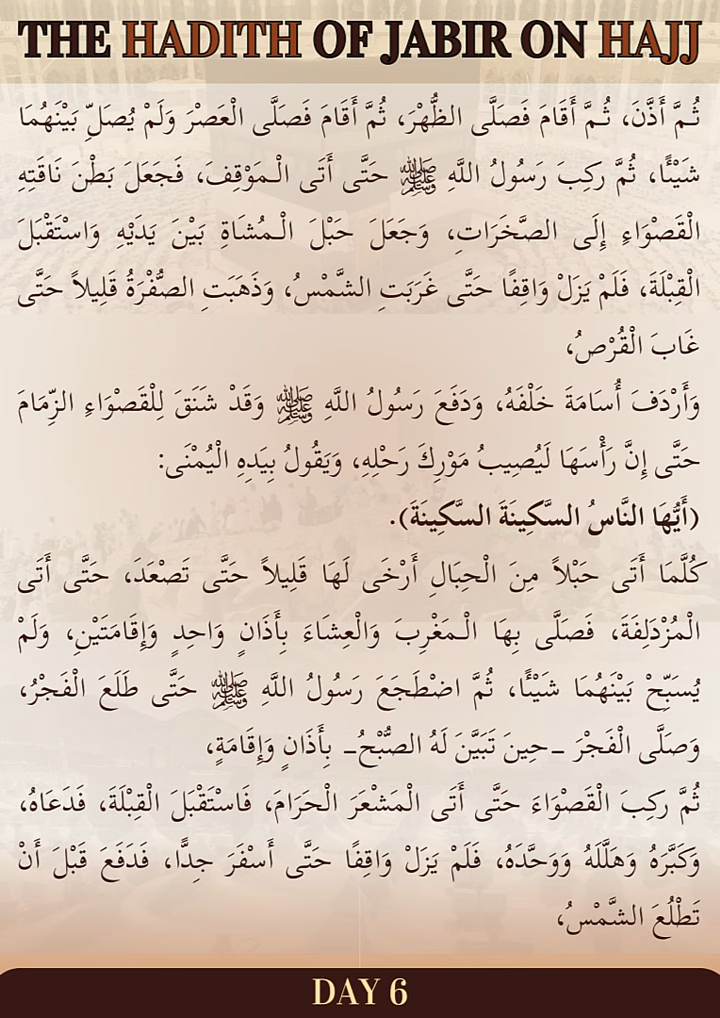 THE HADITH OF JABIR ON HAJJ
ثُمَّ أَذَّنَ، ثُمَّ أَقَامَ فَصَلَّى الظُّهْرَ، ثُمَّ أَقَامَ فَصَلَّى الْعَصْرَ وَلَمْ يُصَلِّ بَيْنَهُمَا
شَيْئًا، ثُمَّ رَكِبَ رَسُولُ اللَّهِ ﷺ حَتَّى أَتَى الْمَوْقِفَ، فَجَعَلَ بَطْنَ نَاقَتِهِ
الْقَصْوَاءِ إِلَى الصَّخَرَاتِ، وَجَعَلَ حَبْلَ الْمُشَاةِ بَيْنَ يَدَيْهِ وَاسْتَقْبَلَ
الْقِبْلَةَ، فَلَمْ يَزَلْ وَاقِفًا حَتَّى غَرَبَتِ الشَّمْسُ، وَذَهَبَتِ الصُّفْرَةُ قَلِيلاً حَتَّى
غَابَ الْقُرْصُ،
وَأَرْدَفَ أُسَامَةَ خَلْفَهُ، وَدَفَعَ رَسُولُ اللَّهِ ﷺ وَقَدْ شَنَقَ لِلْقَصْوَاءِ الزِّمَامَ
حَتَّى إِنَّ رَأْسَهَا لَيُصِيبُ مَوْرِكَ رَحْلِهِ، وَيَقُولُ بِيَدِهِ الْيُمْنَى:
(أَيُّهَا النَّاسُ السَّكِينَةَ السَّكِينَةَ).
كُلَّمَا أَتَى حَبْلاً مِنَ الْحِبَالِ أَرْخَى لَهَا قَلِيلاً حَتَّى تَصْعَدَ، حَتَّى أَتَى
الْمُزْدَلِفَةَ، فَصَلَّى بِهَا الْمَغْرِبَ وَالْعِشَاءَ بِأَذَانٍ وَاحِدٍ وَإِقَامَتَيْنِ، وَلَمْ
يُسَبِّحْ بَيْنَهُمَا شَيْئًا، ثُمَّ اضْطَجَعَ رَسُولُ اللَّهِ ﷺ حَتَّى طَلَعَ الْفَجْرُ،
وَصَلَّى الْفَجْرَ ـ حِينَ تَبَيَّنَ لَهُ الصُّبْحُ ـ بِأَذَانٍ وَإِقَامَةٍ،
ثُمَّ رَكِبَ الْقَصْوَاءَ حَتَّى أَتَى الْمَشْعَرَ الْحَرَامَ، فَاسْتَقْبَلَ الْقِبْلَةَ، فَدَعَاهُ،
وَكَبَّرَهُ وَهَلَّلَهُ وَوَحَّدَهُ، فَلَمْ يَزَلْ وَاقِفًا حَتَّى أَسْفَرَ جِدًّا، فَدَفَعَ قَبْلَ أَنْ
تَطْلُعَ الشَّمْسُ،
DAY 6